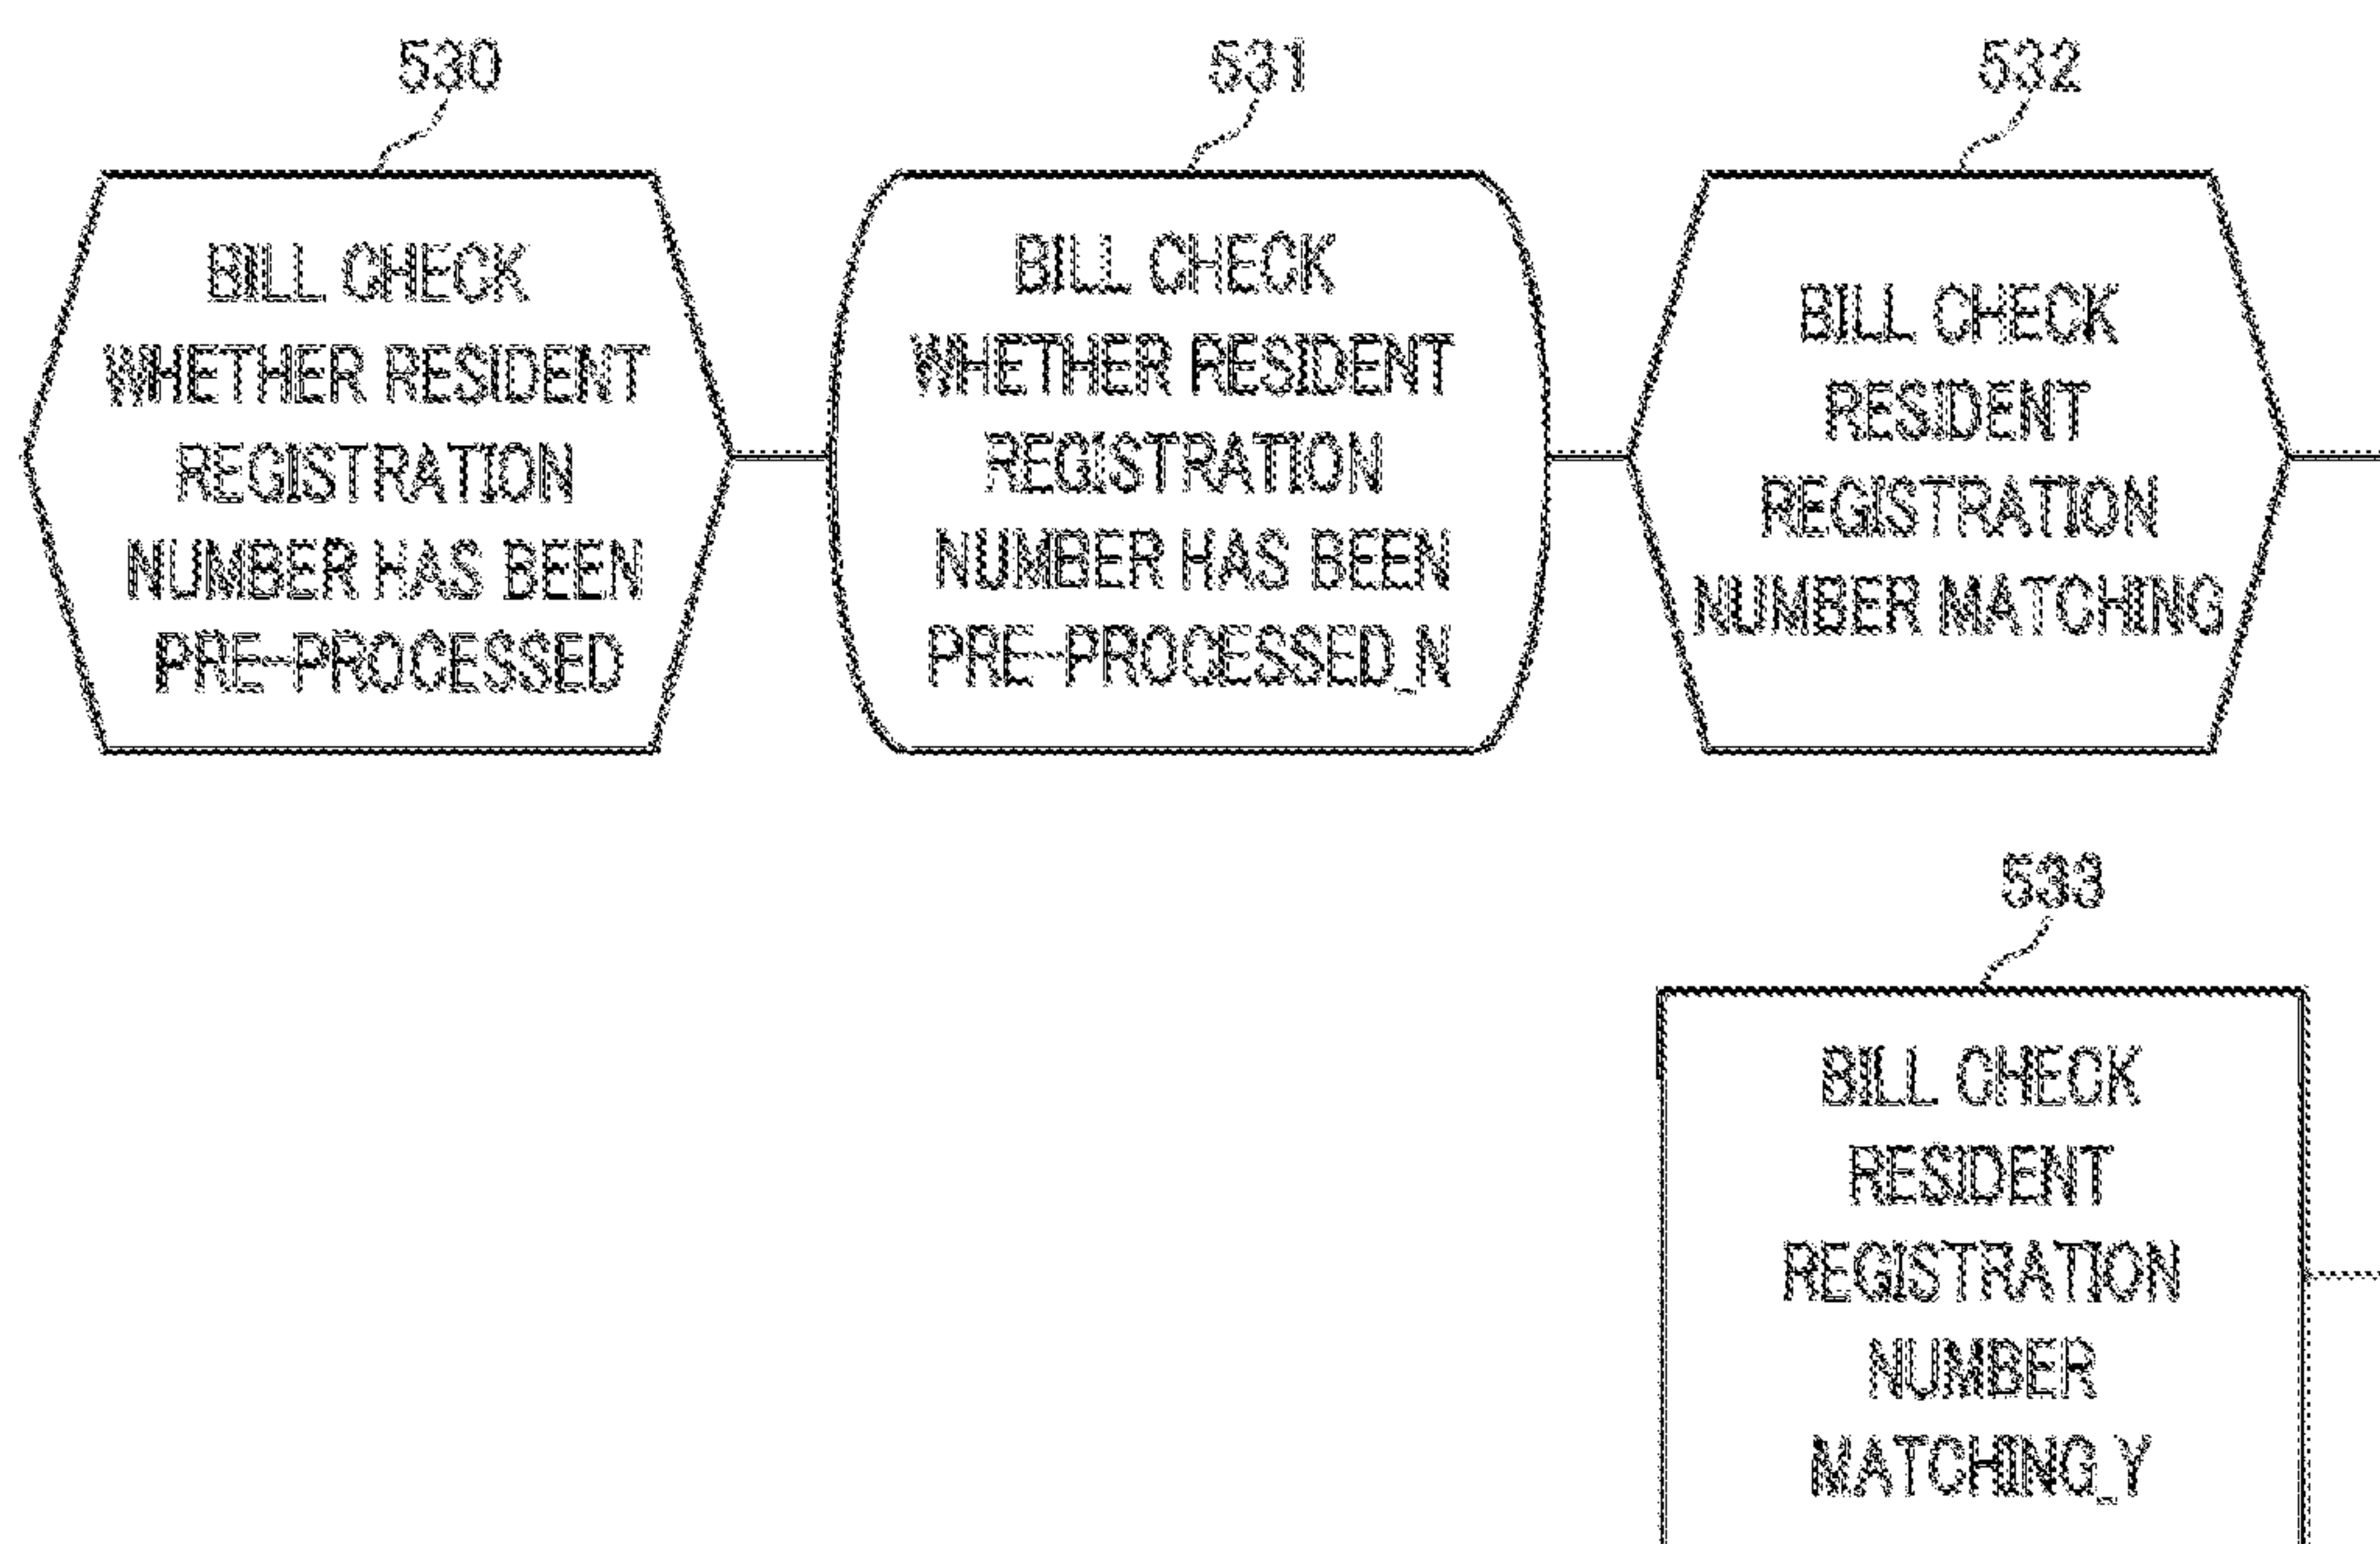 530
BILL CHECK
WHETHER RESIDENT
REGISTRATION
NUMBER HAS BEEN
PRE-PROCESSED
531
BILL CHECK
WHETHER RESIDENT
REGISTRATION
NUMBER HAS BEEN
PRE-PROCESSED_N
532
BILL CHECK
RESIDENT
REGISTRATION
NUMBER MATCHING
533
BILL CHECK
RESIDENT
REGISTRATION
NUMBER
MATCHING_Y